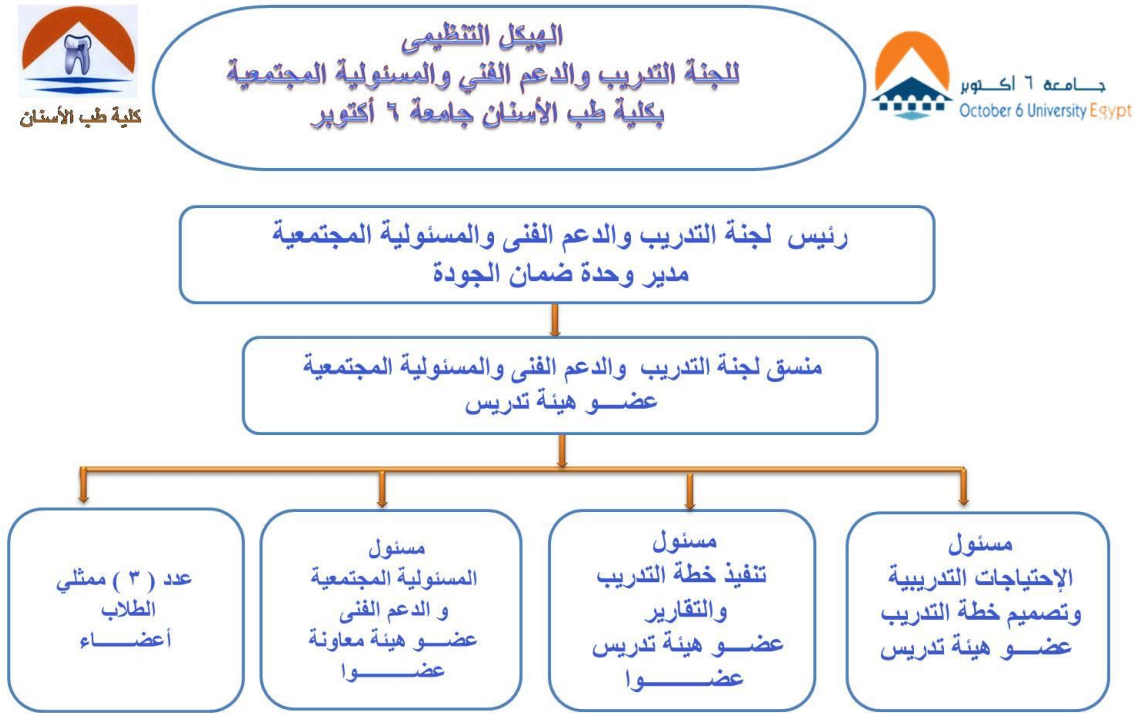 الهيكل التنظيمى
للجنة التدريب والدعم الفني والمسئولية المجتمعية
بكلية طب الأسنان جامعة ٦ أكتوبر
كلية طب الأسنان
جـــامعة ٦ أكـــتوبر
October 6 University Egypt
رئيس لجنة التدريب والدعم الفنى والمسئولية المجتمعية
مدير وحدة ضمان الجودة
منسق لجنة التدريب والدعم الفنى والمسئولية المجتمعية
عضـــو هيئة تدريس
مسئول
الإحتياجات التدريبية
وتصميم خطة التدريب
عضـــو هيئة تدريس
مسئول
تنفيذ خطة التدريب
والتقارير
عضـــو هيئة تدريس
عضــــــوا
مسئول
المسئولية المجتمعية
و الدعم الفنى
عضـــو هيئة معاونة
عضــــــوا
عدد ( ٣ ) ممثلي
الطلاب
أعضـــــاء